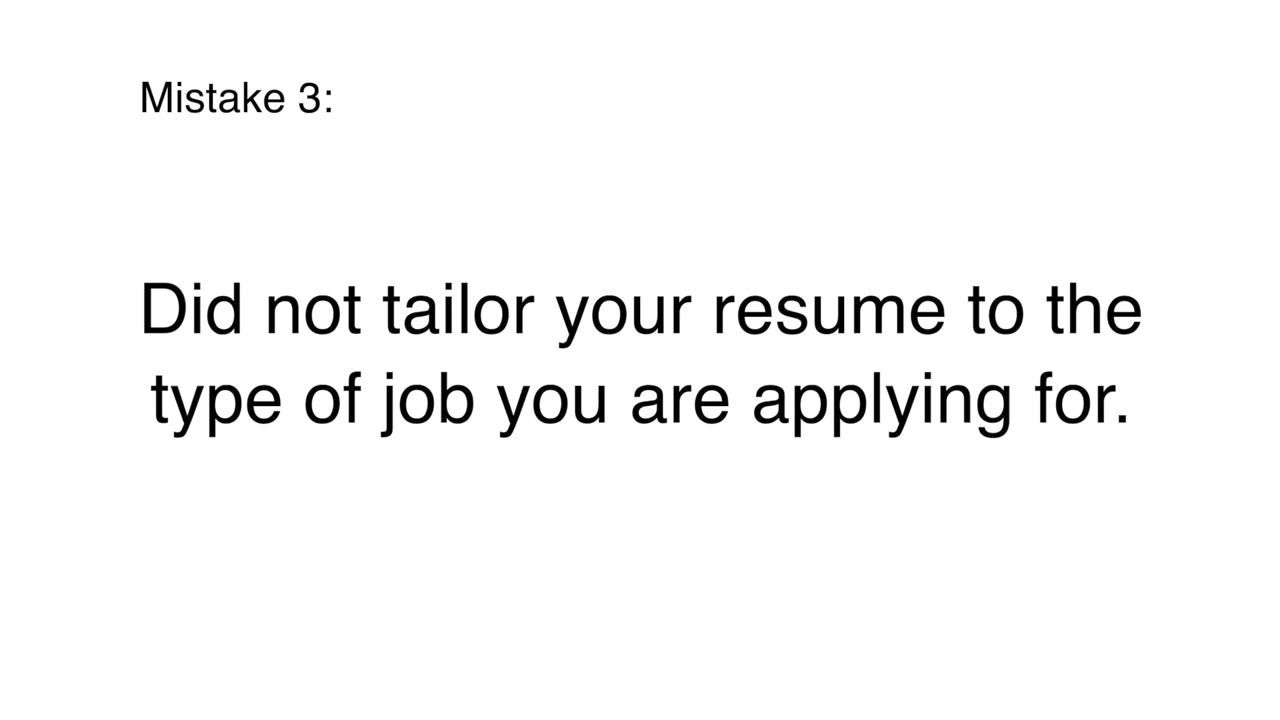 Mistake 3:
Did not tailor your resume to the
type of job you are applying for.